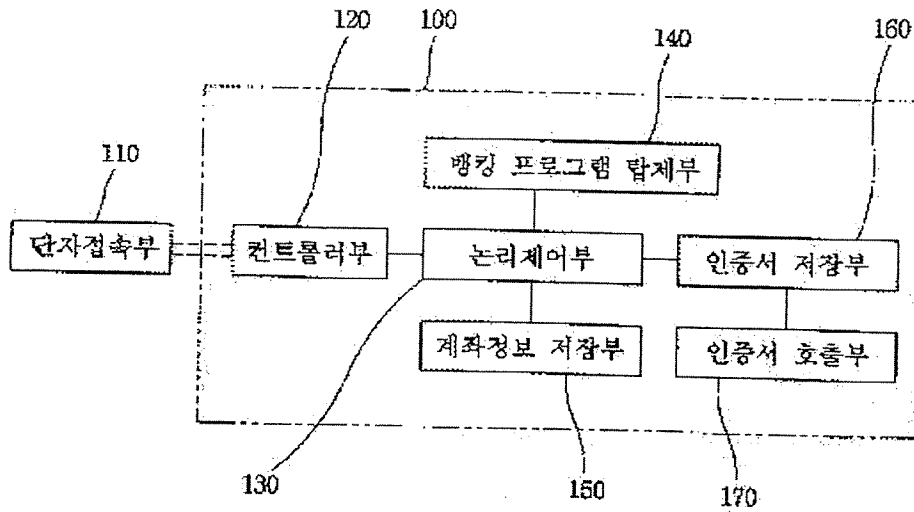 120
100
140
160
110
뱅킹 프로그램 탑제부
단자접속부
컨트롤러부
논리제어부
인증서 저장부
계좌정보 저장부
인증서 호출부
130
150
170